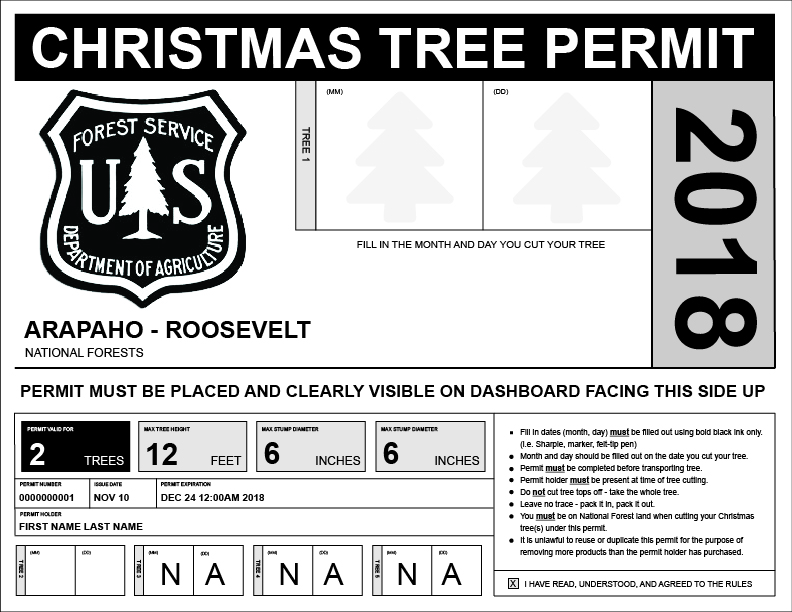 CHRISTMAS TREE PERMIT
FOREST SERVICE
U S
DEPARTMENT OF AGRICULTURE
TREE 1
(MM)
(DD)
2018
FILL IN THE MONTH AND DAY YOU CUT YOUR TREE
ARAPAHO - ROOSEVELT
NATIONAL FORESTS
PERMIT MUST BE PLACED AND CLEARLY VISIBLE ON DASHBOARD FACING THIS SIDE UP
PERMIT VALID FOR
2 TREES
MAX TREE HEIGHT
12 FEET
MAX STUMP DIAMETER
6 INCHES
MAX STUMP DIAMETER
6 INCHES
PERMIT NUMBER
0000000001
ISSUE DATE
NOV 10
PERMIT EXPIRATION
DEC 24 12:00AM 2018
PERMIT HOLDER
FIRST NAME LAST NAME
TREE 2
(MM)
(DD)
TREE 3
(MM)
(DD)
N A
TREE 4
(MM)
(DD)
N A
TREE 5
(MM)
(DD)
N A
Fill in dates (month, day) must be filled out using bold black ink only.
(i.e. Sharpie, marker, felt-tip pen)
Month and day should be filled out on the date you cut your tree.
Permit must be completed before transporting tree.
Permit holder must be present at time of tree cutting.
Do not cut tree tops off - take the whole tree.
Leave no trace - pack it in, pack it out.
You must be on National Forest land when cutting your Christmas
tree(s) under this permit.
It is unlawful to reuse or duplicate this permit for the purpose of
removing more products than the permit holder has purchased.
X I HAVE READ, UNDERSTOOD, AND AGREED TO THE RULES